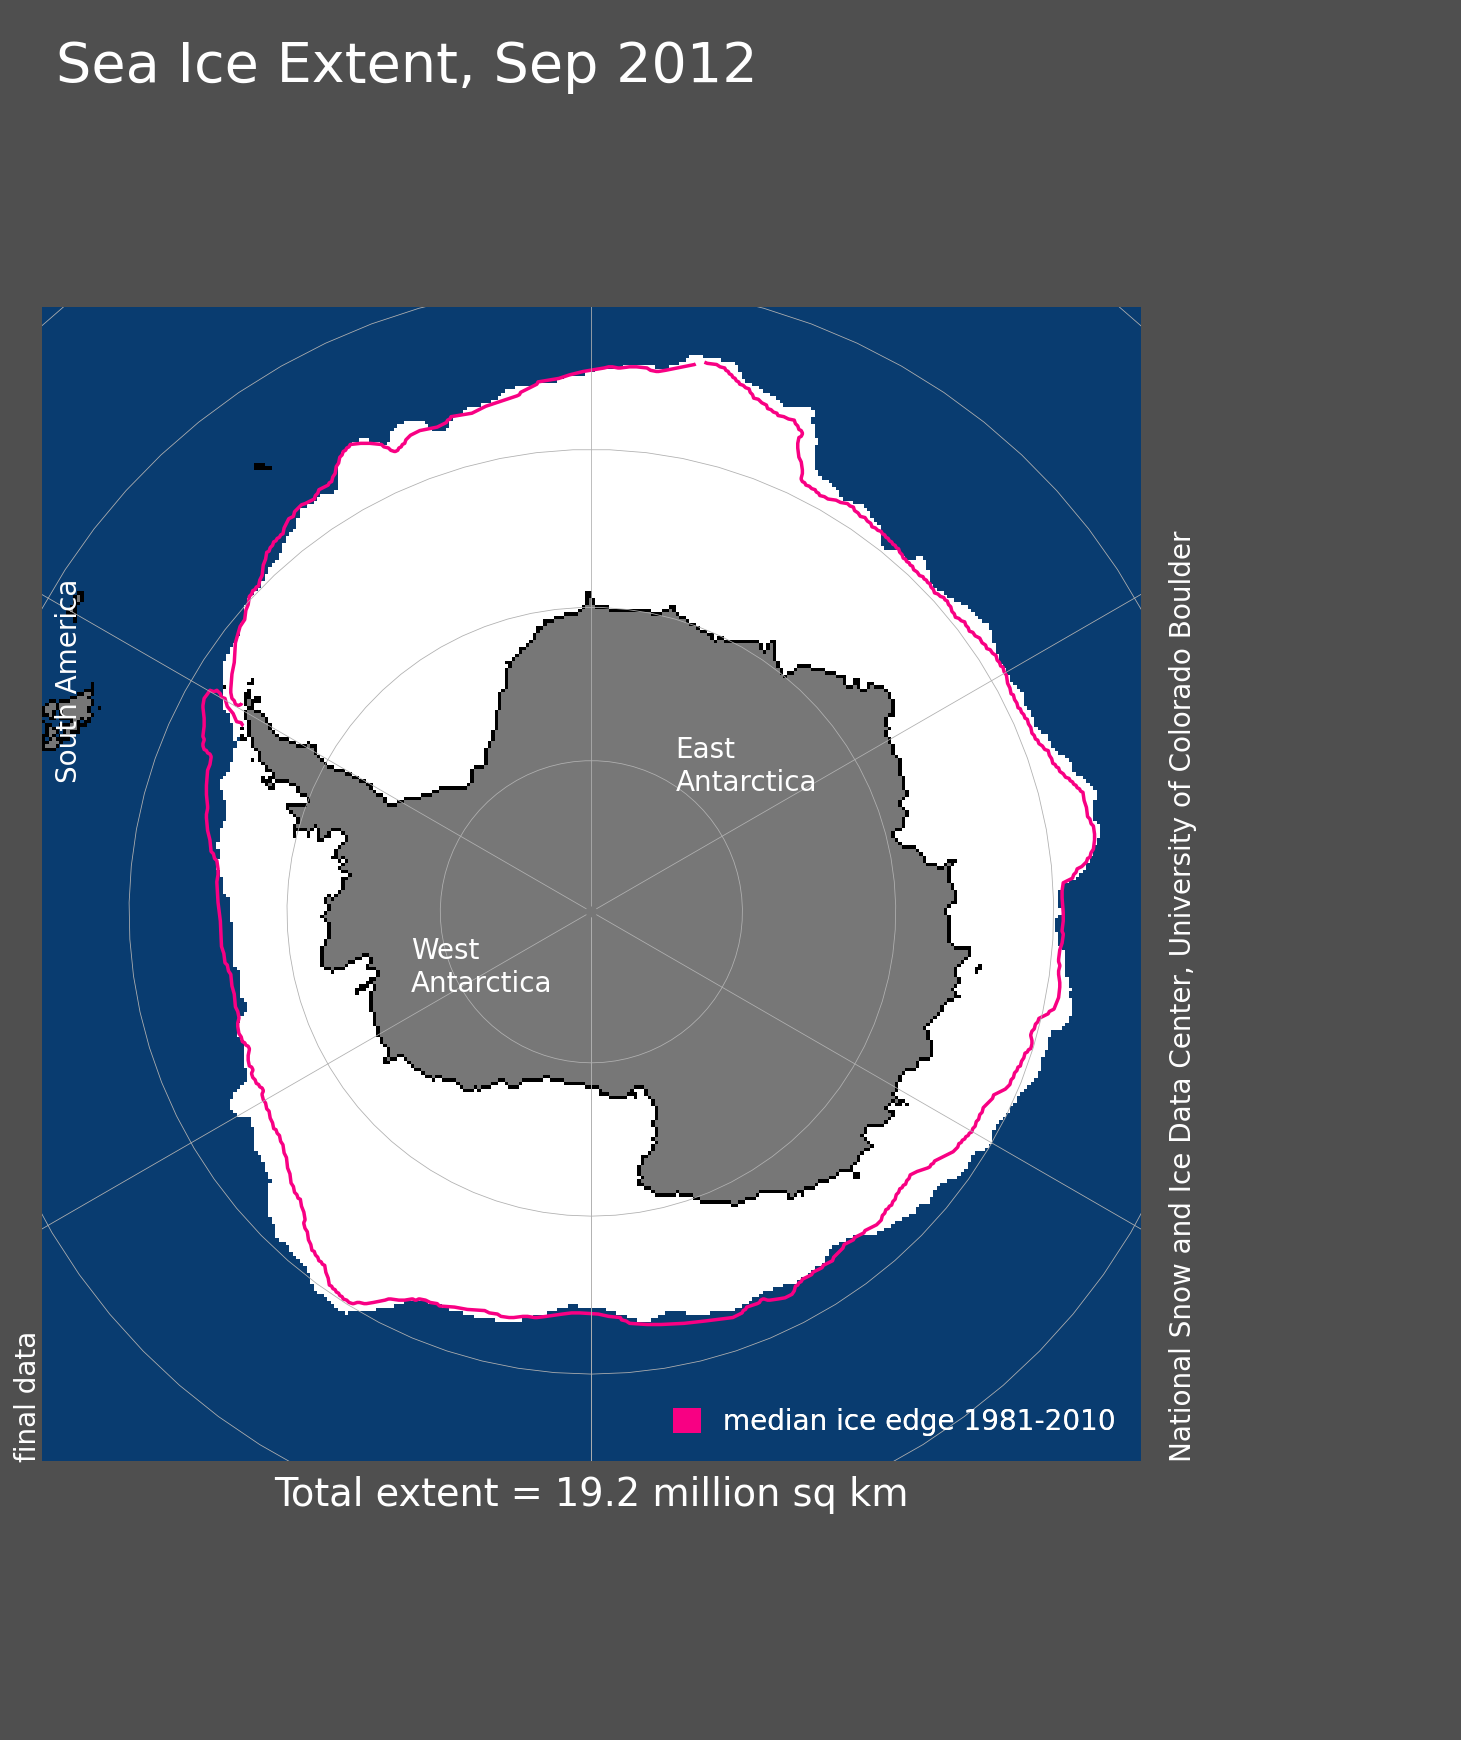 Sea Ice Extent, Sep 2012
South America
East
Antarctica
West
Antarctica
median ice edge 1981-2010
final data
National Snow and Ice Data Center, University of Colorado Boulder
Total extent = 19.2 million sq km